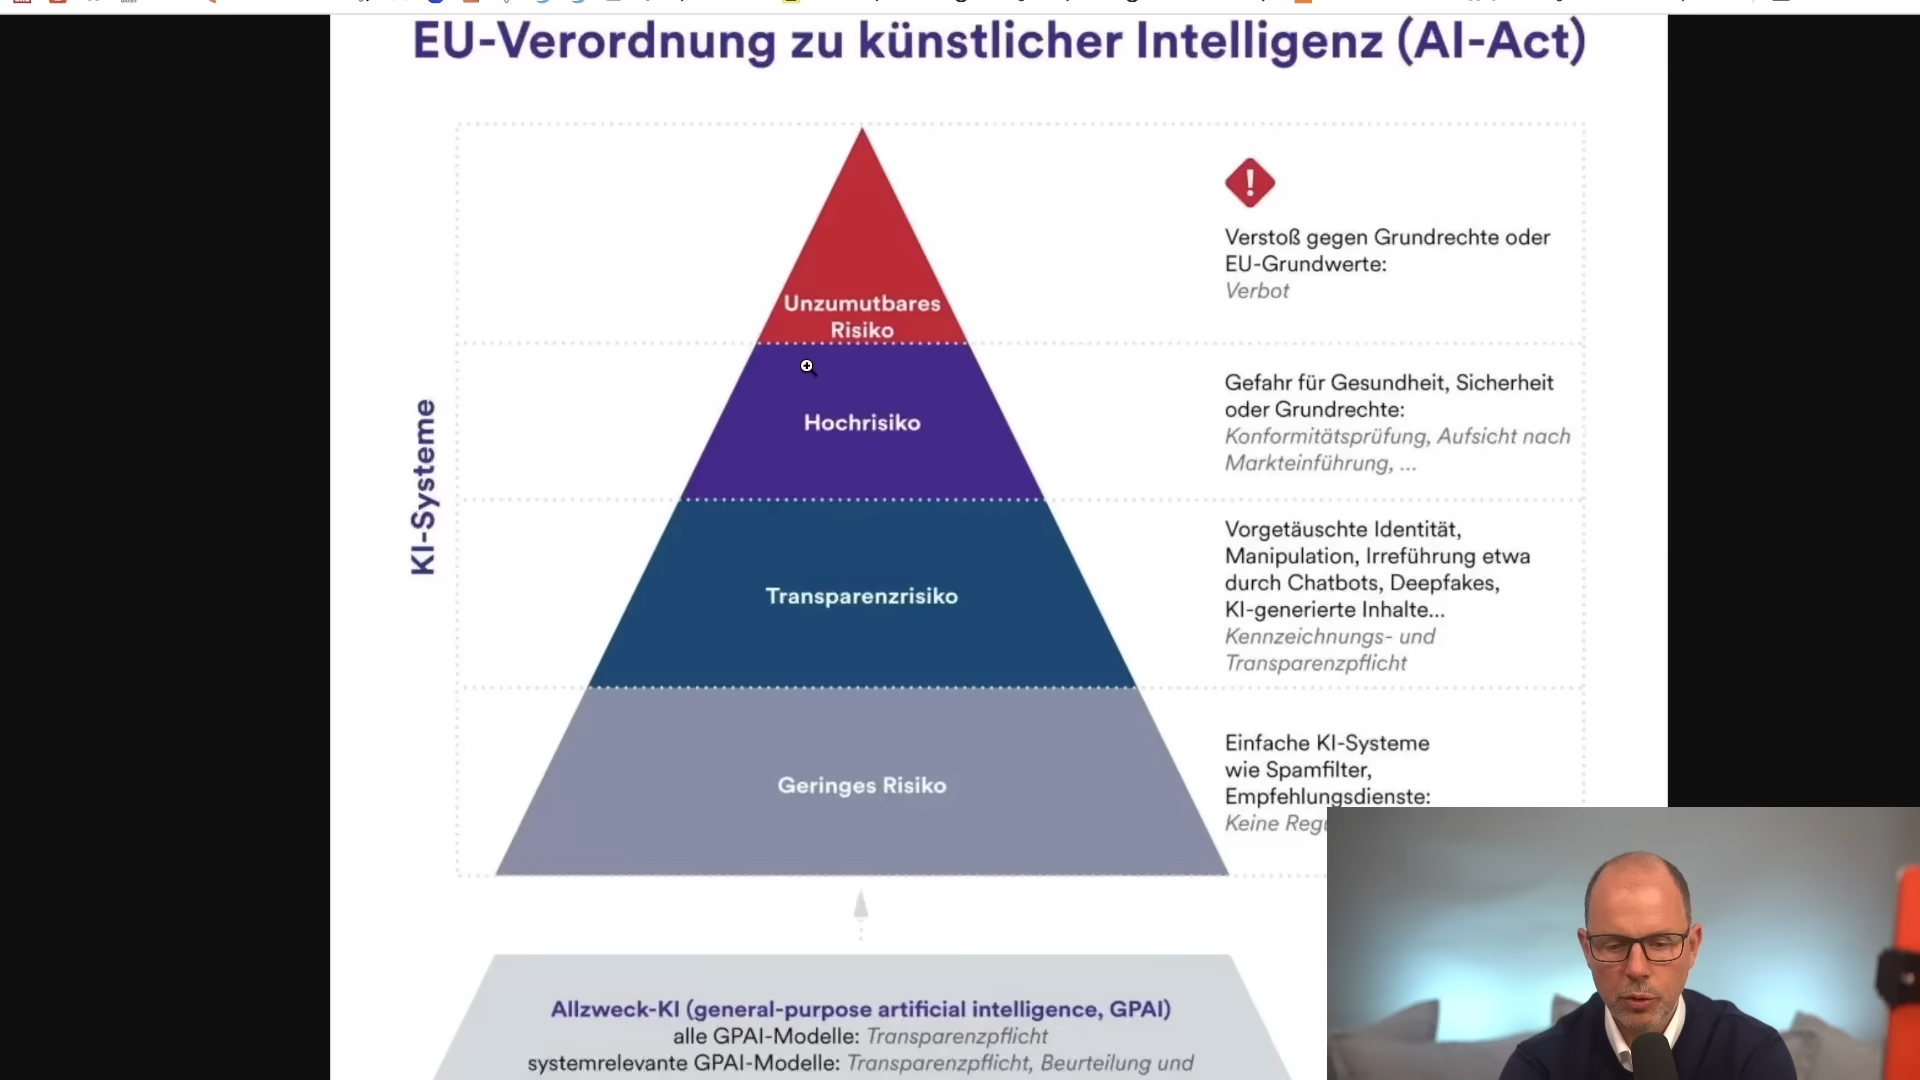 EU-Verordnung zu künstlicher Intelligenz (AI-Act)
KI-Systeme
Unzumutbares
Risiko
Verstoß gegen Grundrechte oder
EU-Grundwerte:
Verbot
Hochrisiko
Gefahr für Gesundheit, Sicherheit
oder Grundrechte:
Konformitätsprüfung, Aufsicht nach
Markteinführung, ...
Transparenzrisiko
Vorgetäuschte Identität,
Manipulation, Irreführung etwa
durch Chatbots, Deepfakes,
KI-generierte Inhalte...
Kennzeichnungs- und
Transparenzpflicht
Geringes Risiko
Einfache KI-Systeme
wie Spamfilter,
Empfehlungsdienste:
Keine
Allzweck-KI (general-purpose artificial intelligence, GPAI)
alle GPAI-Modelle: Transparenzpflicht
systemrelevante GPAI-Modelle: Transparenzpflicht, Beurteilung und